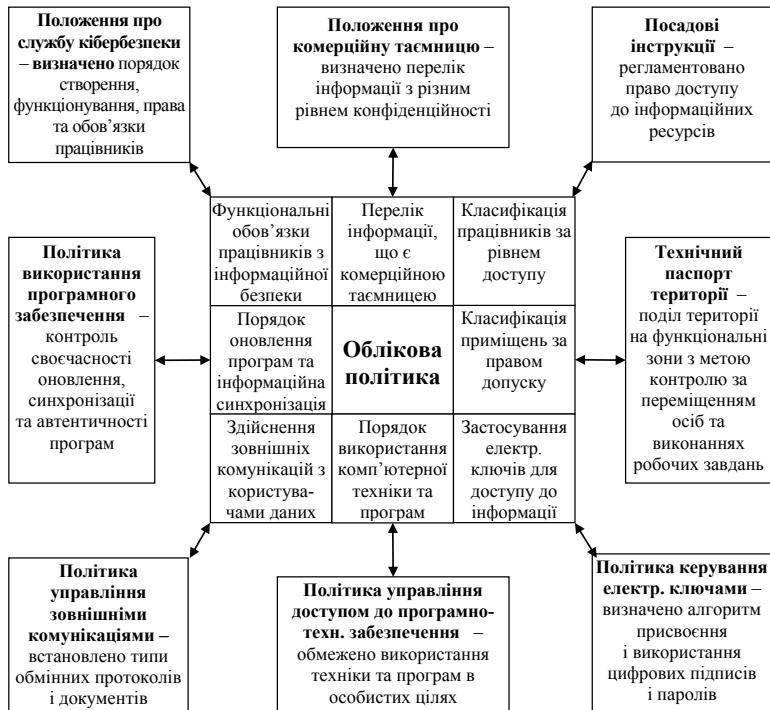 Положення про
службу кібербезпеки
– визначено порядок
створення,
функціонування, права
та обов’язки
працівників
Положення про
комерційну таємницю –
визначено перелік
інформації з різним
рівнем конфіденційності
Посадові
інструкції –
регламентовано
право доступу
до інформаційних
ресурсів
Політика
використання
програмного
забезпечення –
контроль
своєчасності
оновлення,
синхронізації
та автентичності
програм
Функціональні
обов’язки
працівників з
інформаційної
безпеки
Перелік
інформації,
що є
комерційною
таємницею
Класифікація
працівників за
рівнем
доступу
Порядок
оновлення
програм та
інформаційна
синхронізація
Облікова
політика
Класифікація
приміщень за
правом
допуску
Здійснення
зовнішніх
комунікацій з
користува-
чами даних
Порядок
використання
комп’ютерної
техніки та
програм
Застосування
електр.
ключів для
доступу до
інформації
Технічний
паспорт
території –
поділ території
на функціональні
зони з метою
контролю за
переміщенням
осіб та
виконаннях
робочих завдань
Політика
управління
зовнішніми
комунікаціями –
встановлено типи
обмінних протоколів
і документів
Політика управління
доступом до програмно-
техн. забезпечення –
обмежено використання
техніки та програм в
особистих цілях
Політика керування
електр. ключами –
визначено алгоритм
присвоєння
і використання
цифрових підписів
і паролів